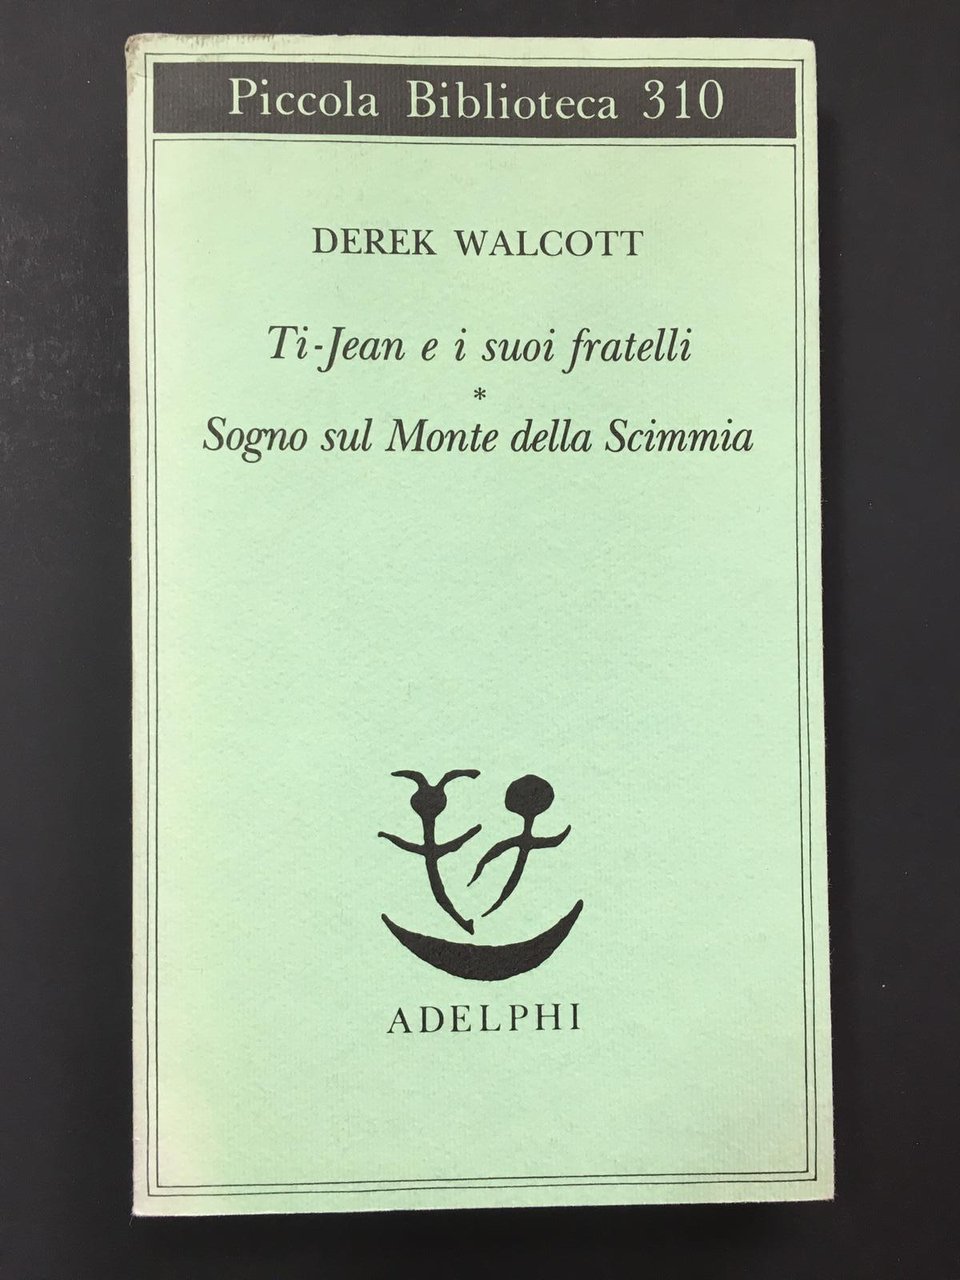 Piccola Biblioteca 310
DEREK WALCOTT
Ti-Jean e i suoi fratelli
*
Sogno sul Monte della Scimmia
ADELPHI